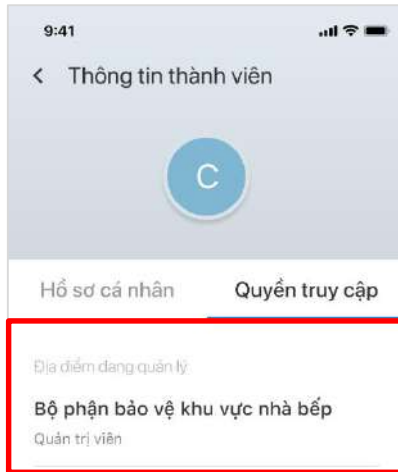 9:41
< Thông tin thành viên
C
Hồ sơ cá nhân Quyền truy cập
Địa điểm đang quản lý
Bộ phận bảo vệ khu vực nhà bếp
Quản trị viên